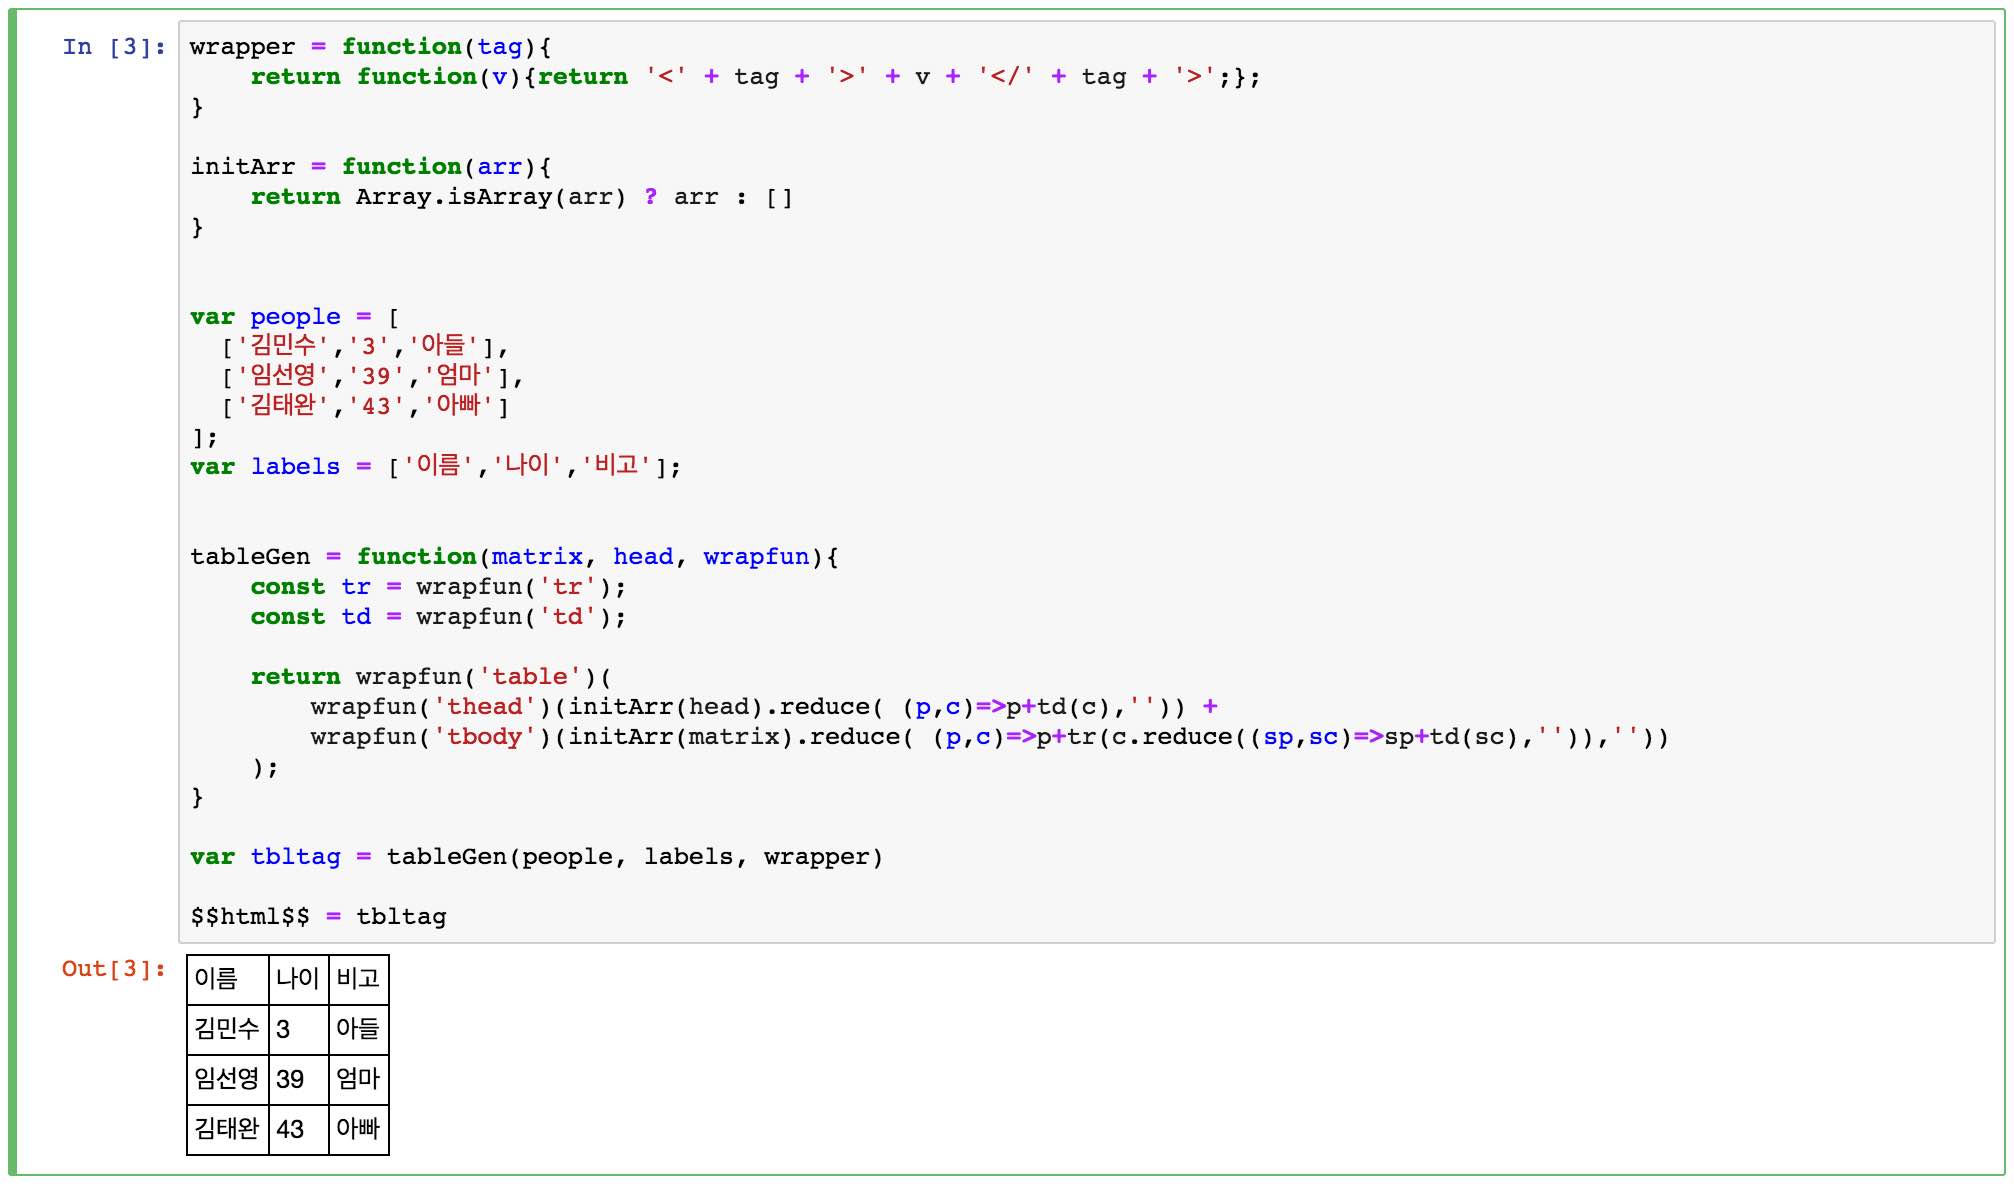 In [3]: wrapper = function(tag){
    return function(v){return '<' + tag + '>' + v + '</' + tag + '>';};
}
initArr = function(arr){
    return Array.isArray(arr) ? arr : []
}
var people = [
  ['김민수','3','아들'],
  ['임선영','39','엄마'],
  ['김태완','43','아빠']
];
var labels = ['이름','나이','비고'];
tableGen = function(matrix, head, wrapfun){
    const tr = wrapfun('tr');
    const td = wrapfun('td');
    return wrapfun('table')(
        wrapfun('thead')(initArr(head).reduce( (p,c)=>p+td(c),'')) +
        wrapfun('tbody')(initArr(matrix).reduce( (p,c)=>p+tr(c.reduce((sp,sc)=>sp+td(sc),'')),''))
    );
}
var tbltag = tableGen(people, labels, wrapper)
$$html$$ = tbltag
Out[3]: 이름 나이 비고
김민수 3 아들
임선영 39 엄마
김태완 43 아빠